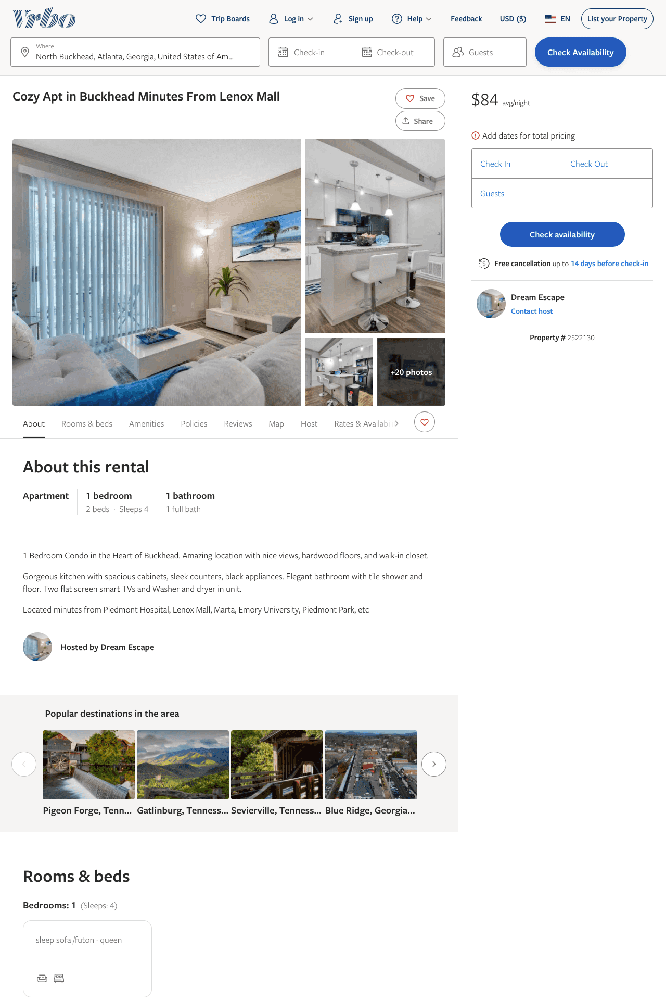 Vrbo
Trip Boards
Log in
Sign up
Help
Feedback
USD ($)
EN
List your Property
Where
North Buckhead, Atlanta, Georgia, United States of Am...
Check-in
Check-out
Guests
Check Availability
Cozy Apt in Buckhead Minutes From Lenox Mall
Save
Share
+20 photos
$84 avg/night
Add dates for total pricing
Check In
Check Out
Guests
Check availability
Free cancellation up to 14 days before check-in
Dream Escape
Contact host
Property # 2522130
About
Rooms & beds
Amenities
Policies
Reviews
Map
Host
Rates & Availabili
About this rental
Apartment
1 bedroom
2 beds · Sleeps 4
1 bathroom
1 full bath
1 Bedroom Condo in the Heart of Buckhead. Amazing location with nice views, hardwood floors, and walk-in closet.
Gorgeous kitchen with spacious cabinets, sleek counters, black appliances. Elegant bathroom with tile shower and
floor. Two flat screen smart TVs and Washer and dryer in unit.
Located minutes from Piedmont Hospital, Lenox Mall, Marta, Emory University, Piedmont Park, etc
Hosted by Dream Escape
Popular destinations in the area
Pigeon Forge, Tenn...
Gatlinburg, Tenness...
Sevierville, Tenness...
Blue Ridge, Georgia...
Rooms & beds
Bedrooms: 1 (Sleeps: 4)
sleep sofa /futon · queen